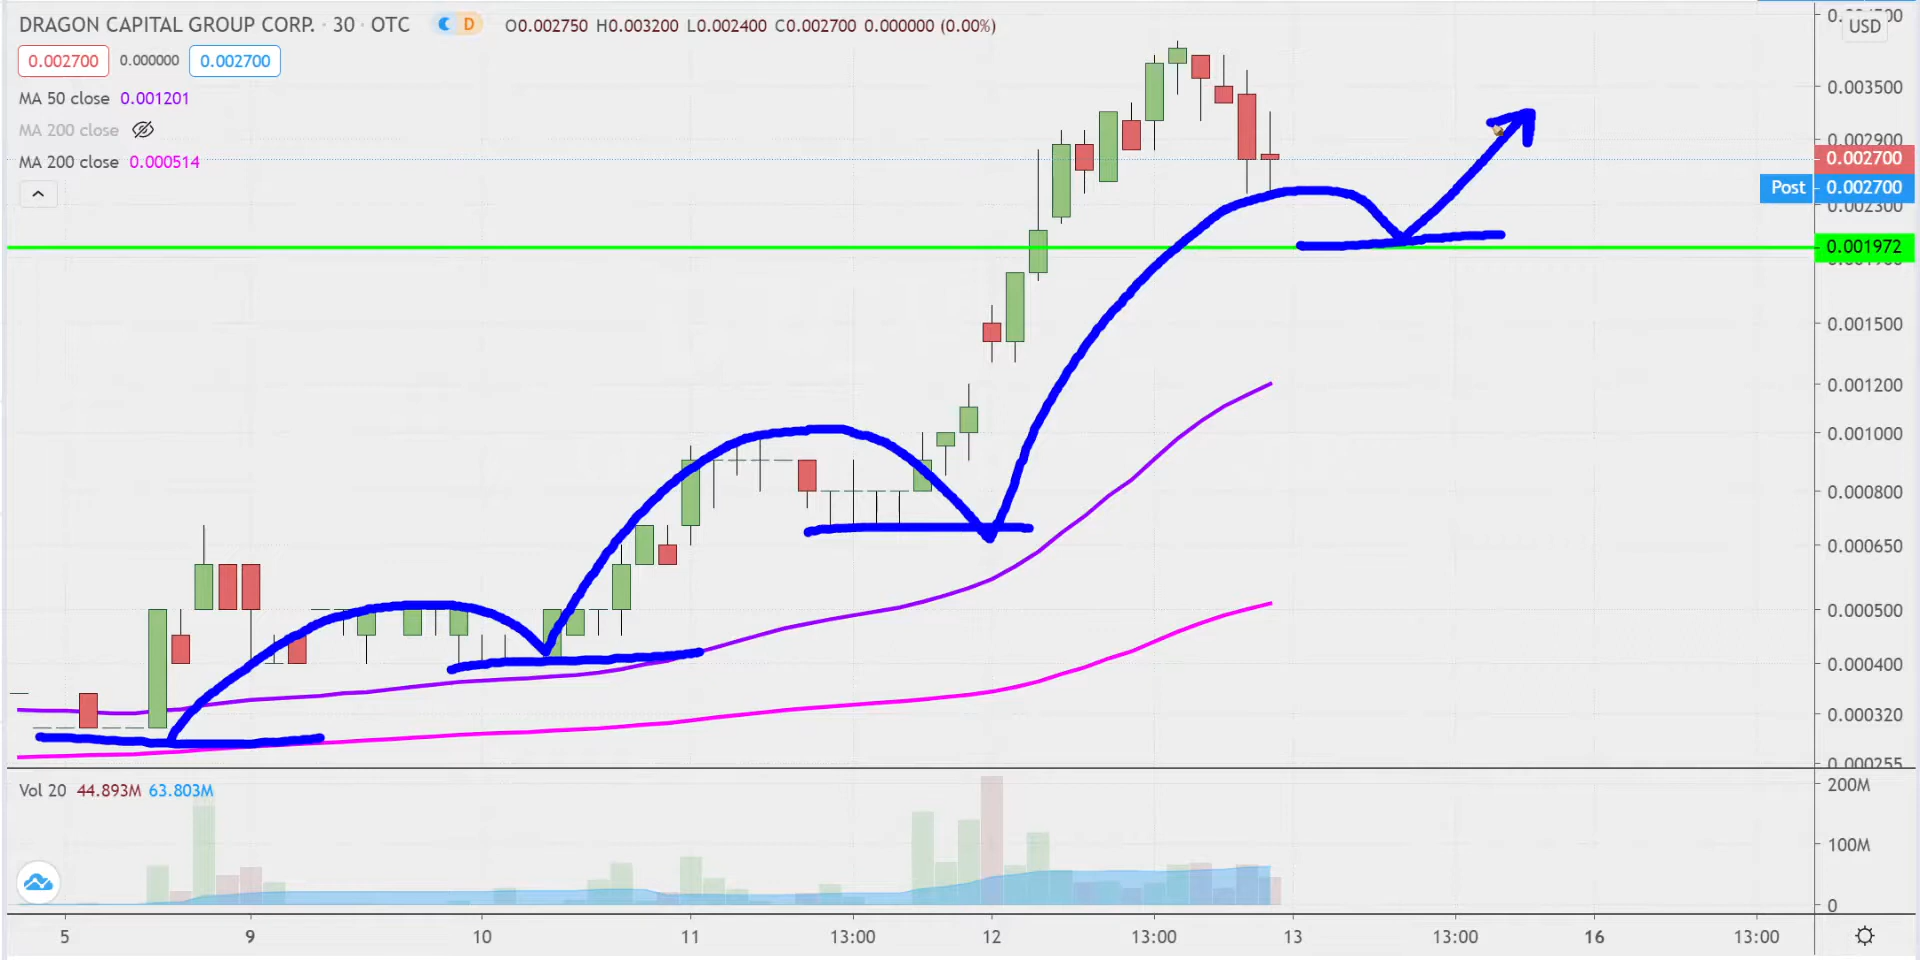 DRAGON CAPITAL GROUP CORP. · 30 · OTC D O0.002750 H0.003200 L0.002400 C0.002700 0.000000 (0.00%)
USD
0.002700 0.000000 0.002700
MA 50 close 0.001201
0.003500
MA 200 close
0.002900
MA 200 close 0.000514
0.002700
Post 0.002700
0.002300
0.001972
0.001500
0.001200
0.001000
0.000800
0.000650
0.000500
0.000400
0.000320
0.000255
Vol 20 44.893M 63.803M
200M
100M
0
5 9 10 11 13:00 12 13:00 13 13:00 16 13:00